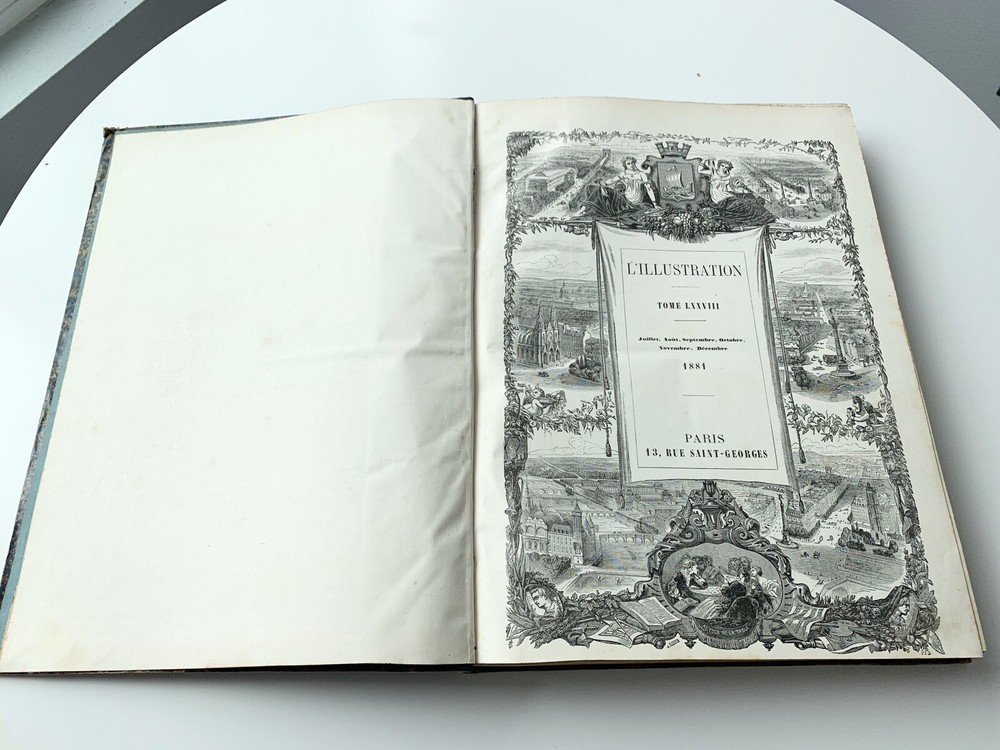 L'ILLUSTRATION
TOME LXXVIII
Juillet, Août, Septembre, Octobre,
Novembre, Décembre
1881
PARIS
13, RUE SAINT-GEORGES